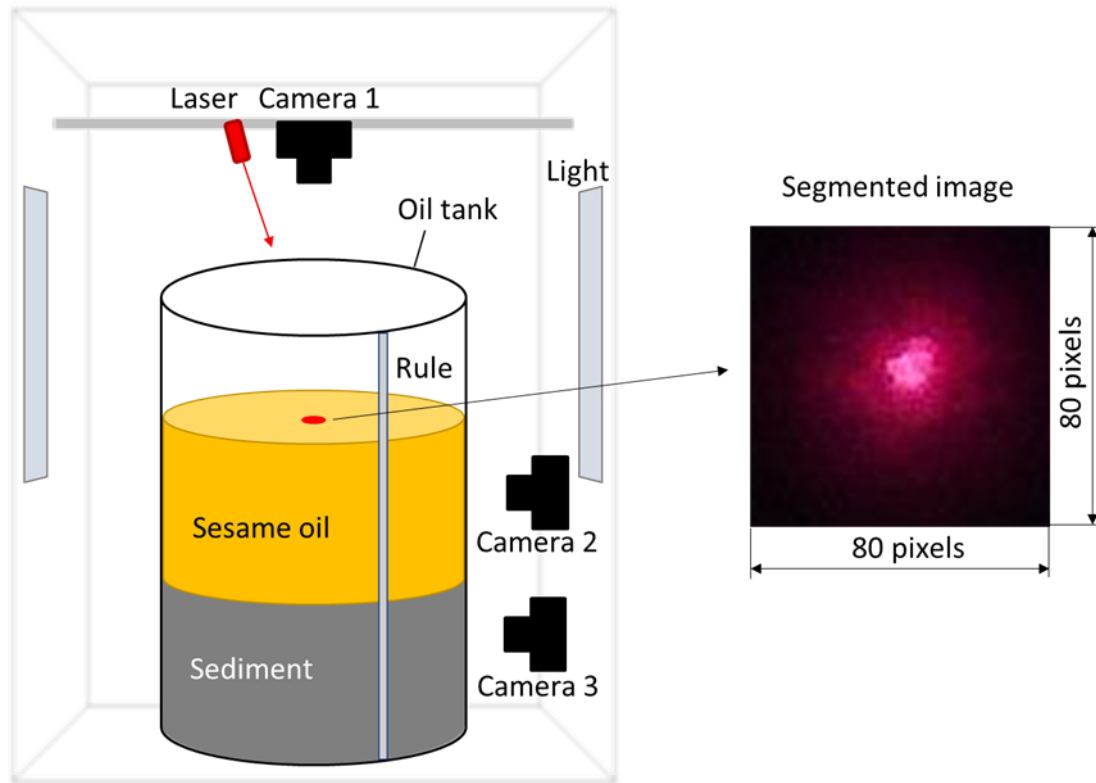 Laser
Camera 1
Light
Oil tank
Segmented image
Rule
80 pixels
Sesame oil
Camera 2
80 pixels
Sediment
Camera 3